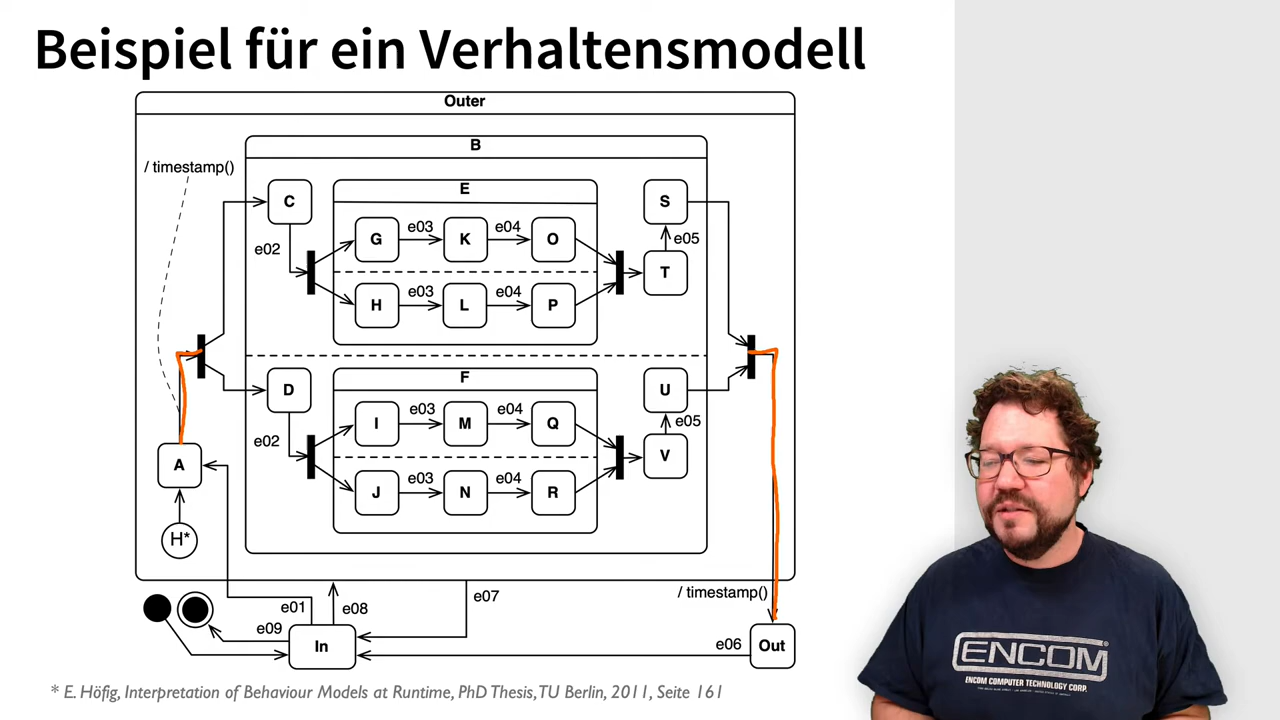 Beispiel für ein Verhaltensmodell
Outer
B
/ timestamp()
E
C
S
G
e03
K
e04
O
e02
e05
T
H
e03
L
e04
P
F
D
U
I
e03
M
e04
Q
e02
e05
V
A
J
e03
N
e04
R
H*
/ timestamp()
e01
e08
e07
e09
In
e06
Out
* E. Höfig, Interpretation of Behaviour Models at Runtime, PhD Thesis, TU Berlin, 2011, Seite 161
ENCOM
ENCOM COMPUTER TECHNOLOGY CORP.